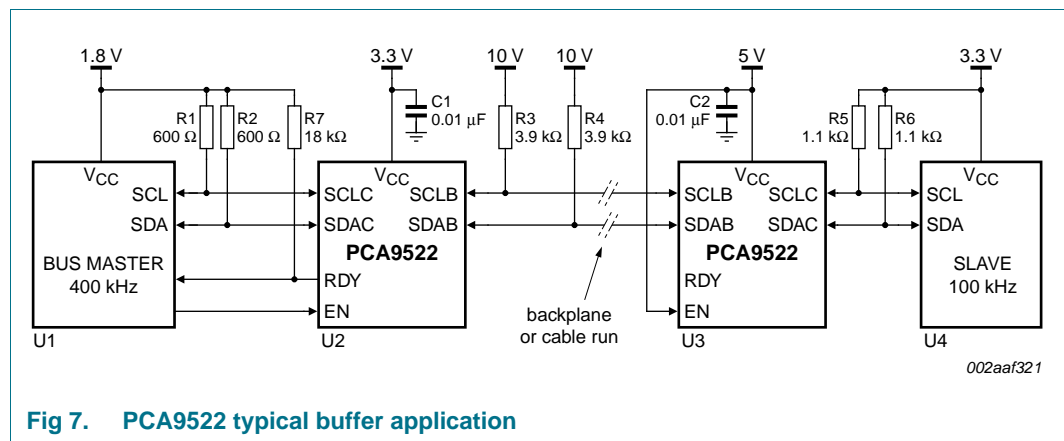 1.8 V
3.3 V
10 V
10 V
5 V
3.3 V
R1
600 Ω
R2
600 Ω
R7
18 kΩ
C1
0.01 μF
R3
3.9 kΩ
R4
3.9 kΩ
C2
0.01 μF
R5
1.1 kΩ
R6
1.1 kΩ
VCC
SCL
SDA
BUS MASTER
400 kHz
U1
VCC
SCLC
SCLB
SDAC
SDAB
PCA9522
RDY
EN
U2
backplane
or cable run
VCC
SCLB
SCLC
SDAB
SDAC
PCA9522
RDY
EN
U3
VCC
SCL
SDA
SLAVE
100 kHz
U4
002aaf321
Fig 7. PCA9522 typical buffer application